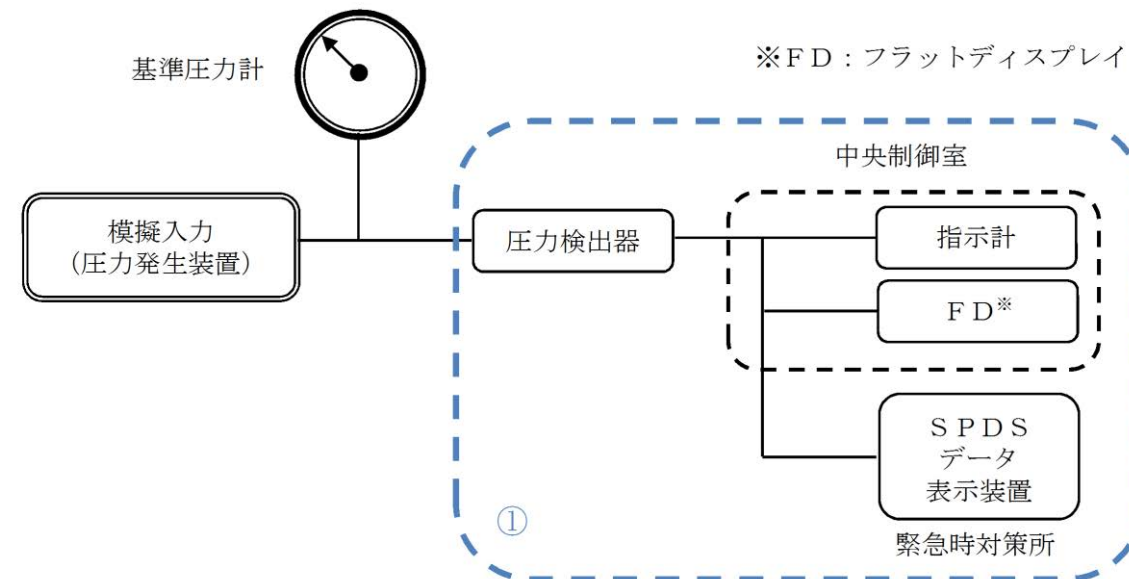 基準圧力計
※ＦＤ：フラットディスプレイ
中央制御室
模擬入力
（圧力発生装置）
圧力検出器
指示計
ＦＤ※
ＳＰＤＳ
データ
表示装置
①
緊急時対策所